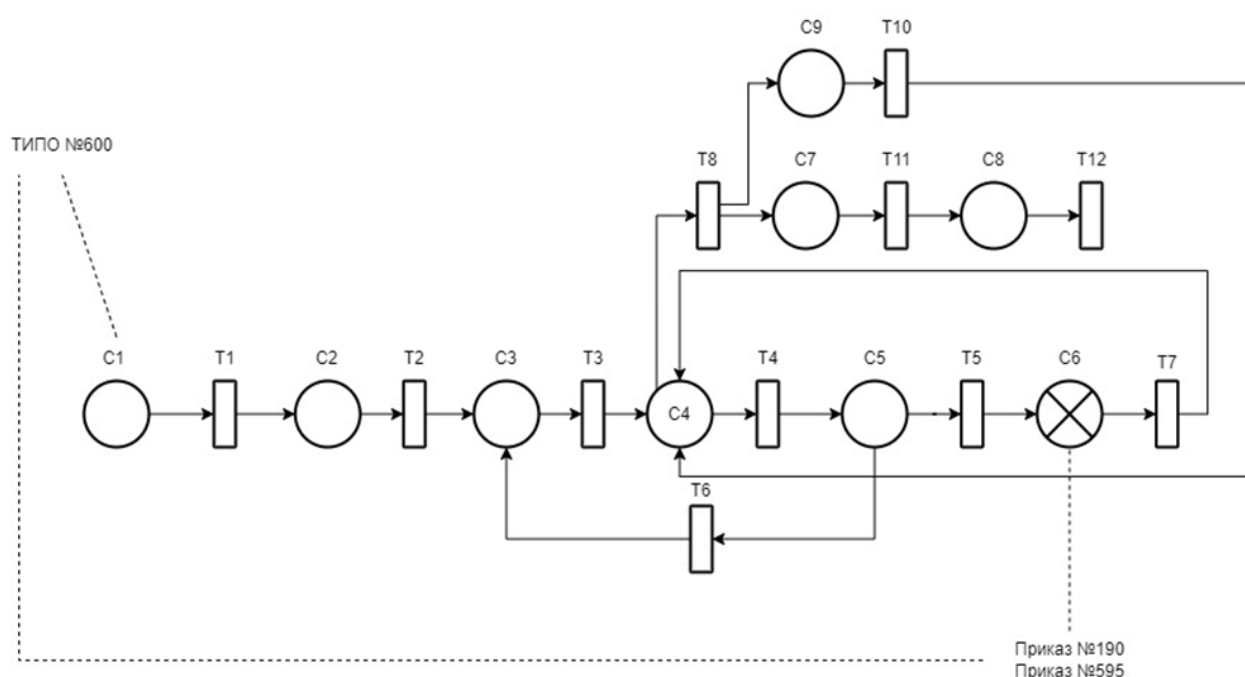 C9 T10
ТИПО №600
T8 C7 T11 C8 T12
C1 T1 C2 T2 C3 T3 T4 C5 T5 C6 T7
C4
T6
Приказ №190
Приказ №595